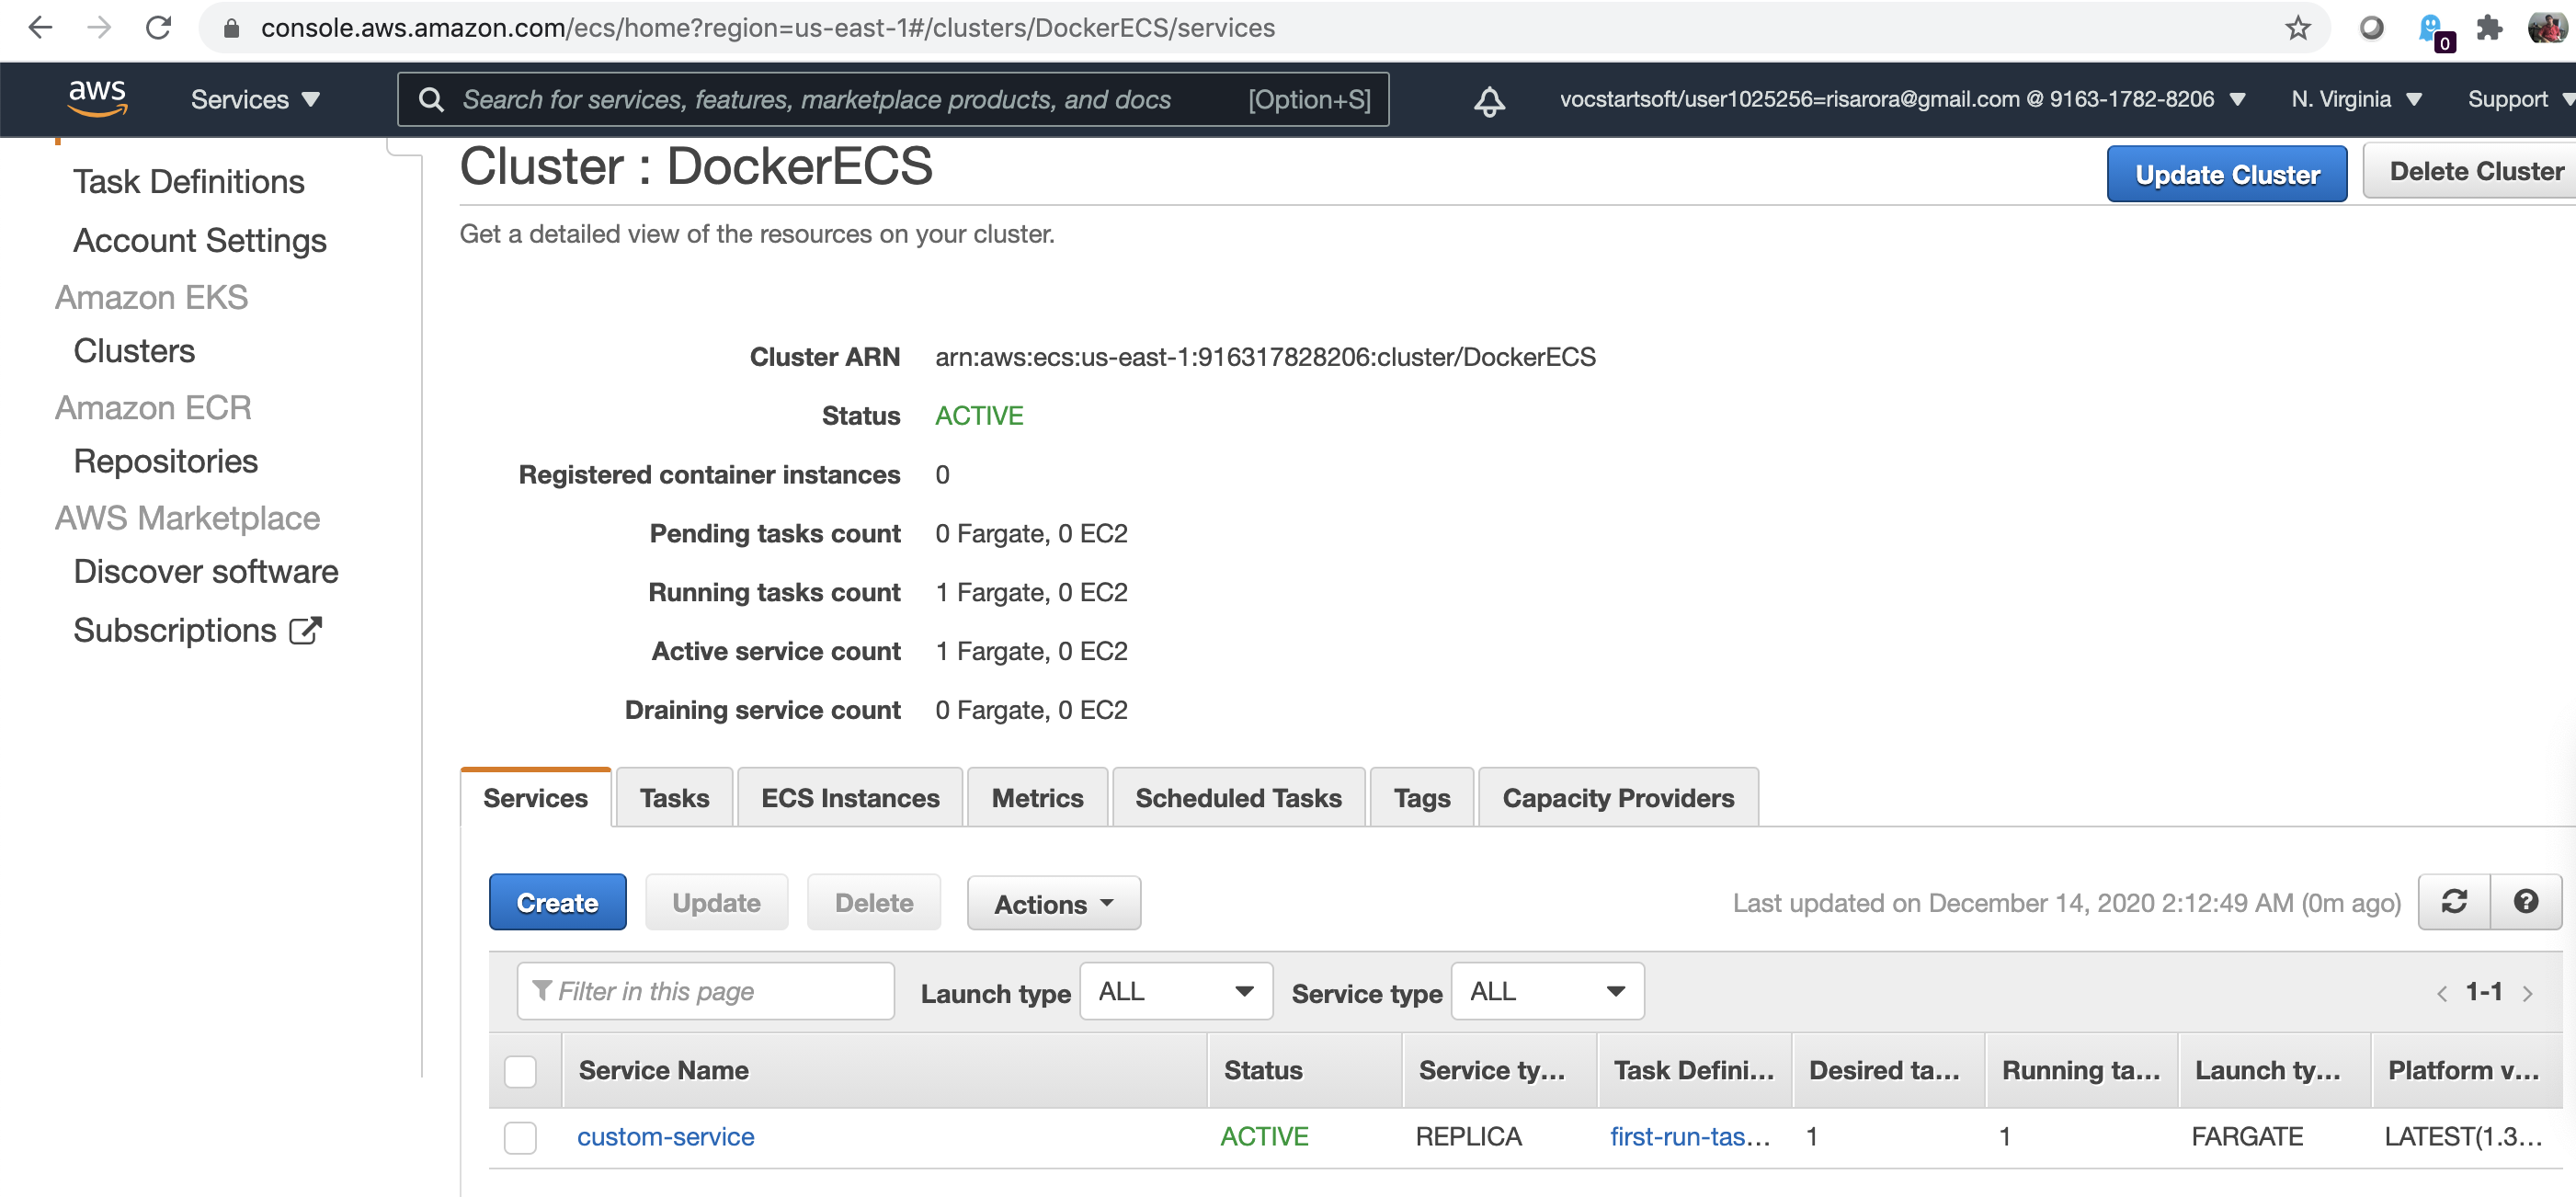 console.aws.amazon.com/ecs/home?region=us-east-1#/clusters/DockerECS/services
0
aws
Services
Search for services, features, marketplace products, and docs [Option+S]
vocstartsoft/user1025256=risarora@gmail.com @ 9163-1782-8206
N. Virginia
Support
Task Definitions
Account Settings
Amazon EKS
Clusters
Amazon ECR
Repositories
AWS Marketplace
Discover software
Subscriptions
Cluster : DockerECS
Update Cluster
Delete Cluster
Get a detailed view of the resources on your cluster.
Cluster ARN arn:aws:ecs:us-east-1:916317828206:cluster/DockerECS
Status ACTIVE
Registered container instances 0
Pending tasks count 0 Fargate, 0 EC2
Running tasks count 1 Fargate, 0 EC2
Active service count 1 Fargate, 0 EC2
Draining service count 0 Fargate, 0 EC2
Services Tasks ECS Instances Metrics Scheduled Tasks Tags Capacity Providers
Create Update Delete Actions Last updated on December 14, 2020 2:12:49 AM (0m ago)
Filter in this page Launch type ALL Service type ALL < 1-1 >
Service Name Status Service ty... Task Defini... Desired ta... Running ta... Launch ty... Platform v...
custom-service ACTIVE REPLICA first-run-tas... 1 1 FARGATE LATEST(1.3...